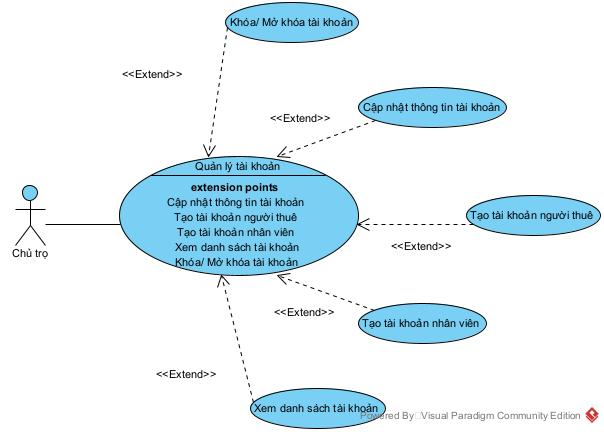 Khóa/ Mở khóa tài khoản
<<Extend>>
Cập nhật thông tin tài khoản
<<Extend>>
Quản lý tài khoản
extension points
Cập nhật thông tin tài khoản
Tạo tài khoản người thuê
Tạo tài khoản nhân viên
Xem danh sách tài khoản
Khóa/ Mở khóa tài khoản
Chủ trọ
Tạo tài khoản người thuê
<<Extend>>
<<Extend>>
Tạo tài khoản nhân viên
<<Extend>>
Xem danh sách tài khoản
Powered By Visual Paradigm Community Edition